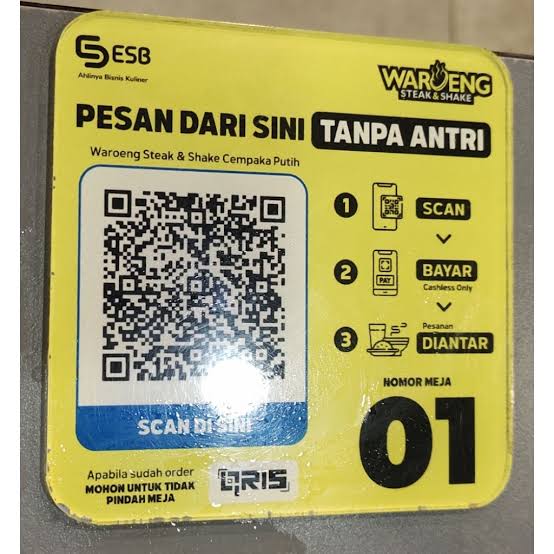 ESB
Ahlinya Bisnis Kuliner
WAROENG
STEAK & SHAKE
PESAN DARI SINI TANPA ANTRI
Waroeng Steak & Shake Cempaka Putih
SCAN DI SINI
1 SCAN
2 PAY BAYAR
Cashless Only
3 Pesanan
DIANTAR
NOMOR MEJA
01
Apabila sudah order
MOHON UNTUK TIDAK
PINDAH MEJA
QRIS